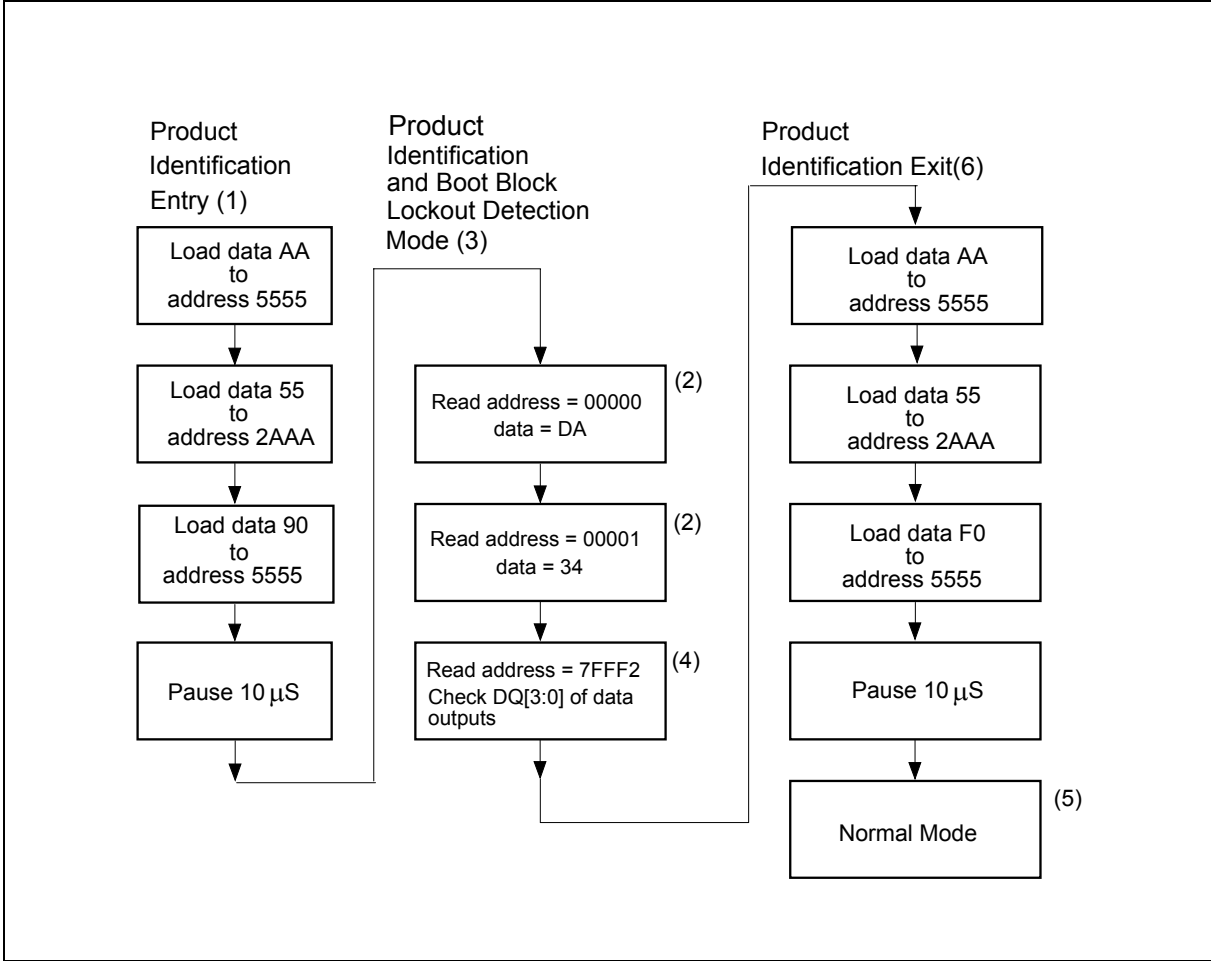 Product
Identification
Entry (1)
Load data AA
to
address 5555
Load data 55
to
address 2AAA
Load data 90
to
address 5555
Pause 10 μS
Product
Identification
and Boot Block
Lockout Detection
Mode (3)
Read address = 00000
data = DA
(2)
Read address = 00001
data = 34
(2)
Read address = 7FFF2
Check DQ[3:0] of data
outputs
(4)
Product
Identification Exit(6)
Load data AA
to
address 5555
Load data 55
to
address 2AAA
Load data F0
to
address 5555
Pause 10 μS
Normal Mode
(5)